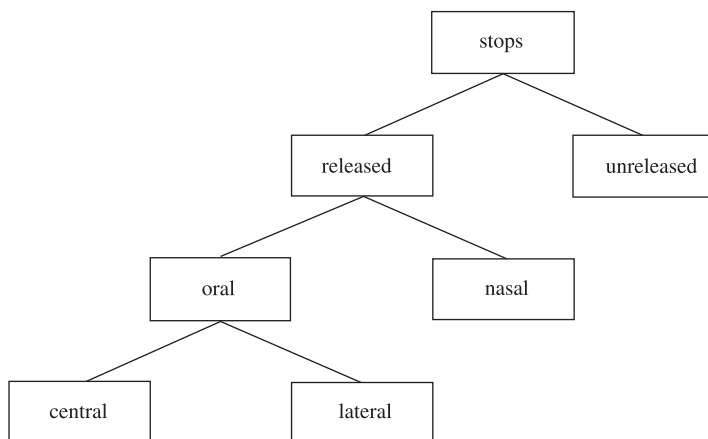 stops
released
unreleased
oral
nasal
central
lateral